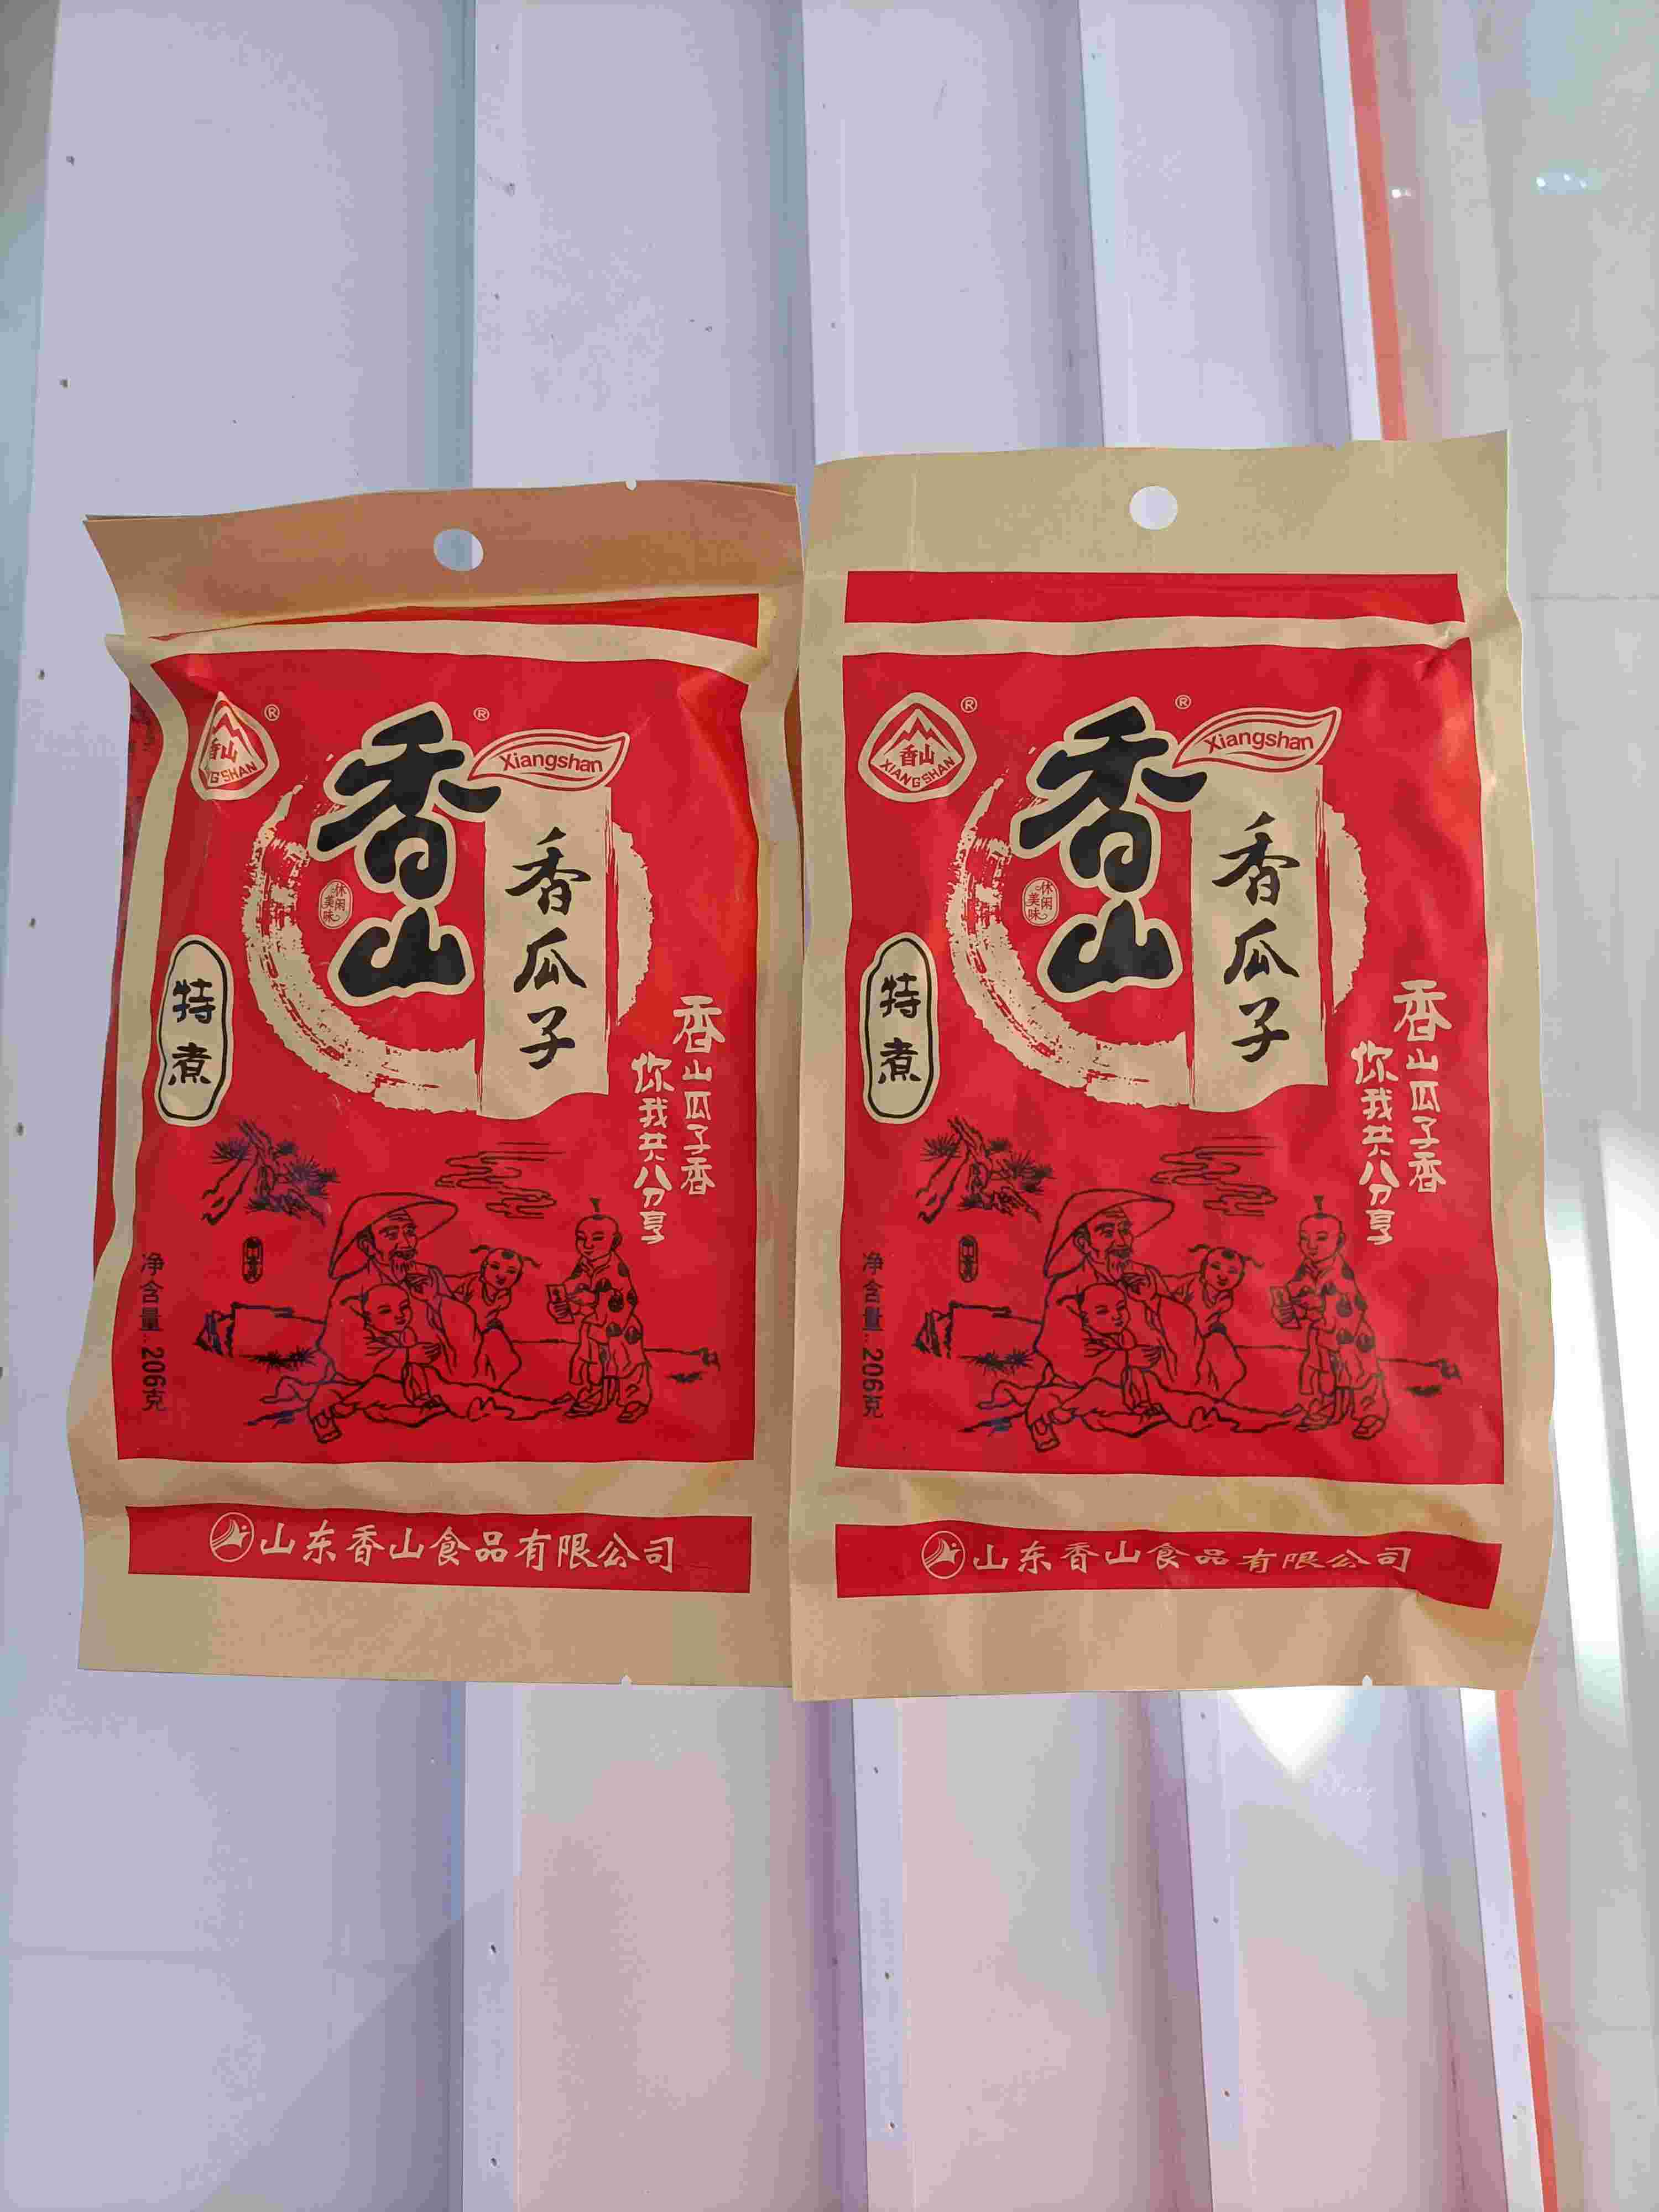 香山
G'SHAN
®
香山
®
Xiangshan
香瓜子
休闲
美味
特煮
香山瓜子香
你我共分享
净含量:206克
山东香山食品有限公司
香山
XIANG'SHAN
®
香山
®
Xiangshan
香瓜子
休闲
美味
特煮
香山瓜子香
你我共分享
净含量:206克
山东香山食品有限公司